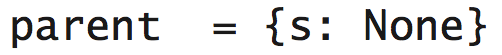 parent  = {s: None}